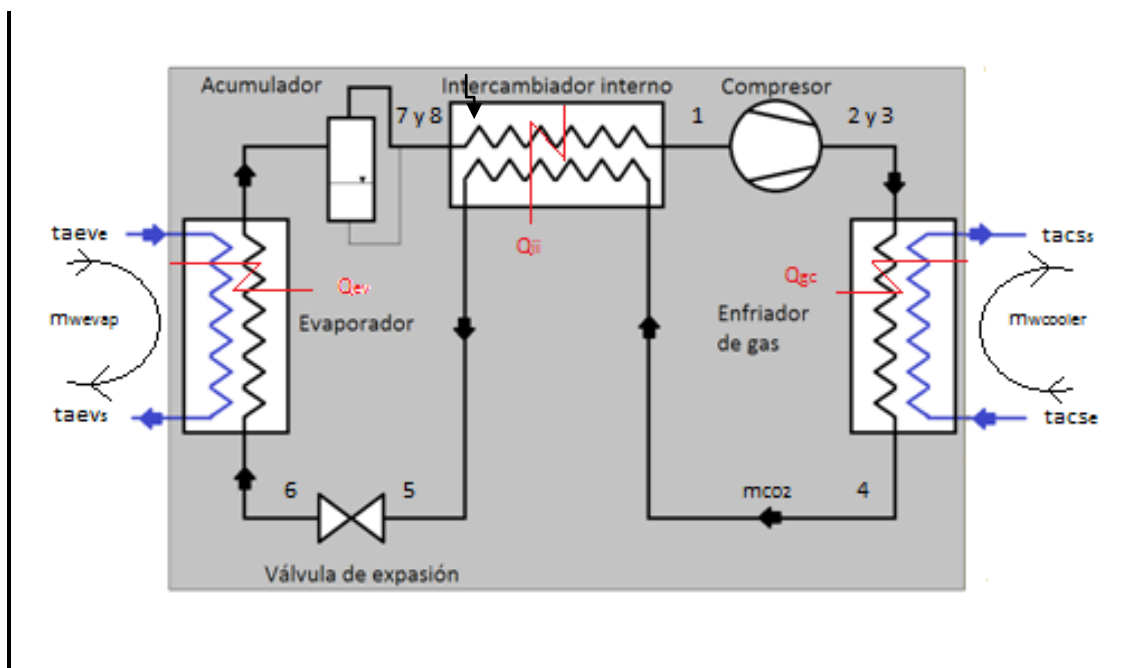 Acumulador
Intercambiador interno
Compresor
7 y 8
1
2 y 3
taeve
tacss
Qii
Qev
Qgc
mwevap
Evaporador
Enfriador
de gas
mwcooler
taevs
tacse
6
5
mco2
4
Válvula de expasión